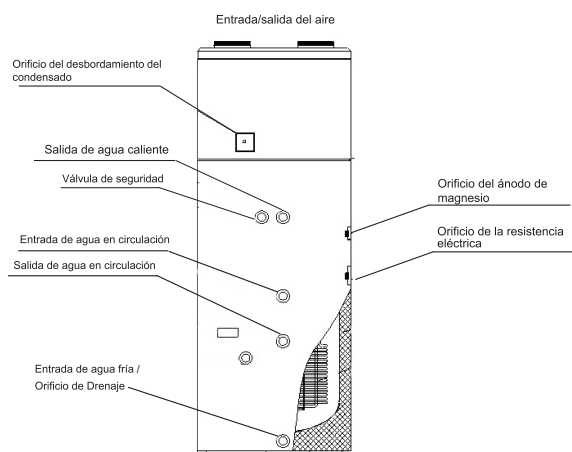 Entrada/salida del aire
Orificio del desbordamiento del
condensado
Salida de agua caliente
Válvula de seguridad
Orificio del ánodo de
magnesio
Entrada de agua en circulación
Orificio de la resistencia
eléctrica
Salida de agua en circulación
Entrada de agua fría /
Orificio de Drenaje